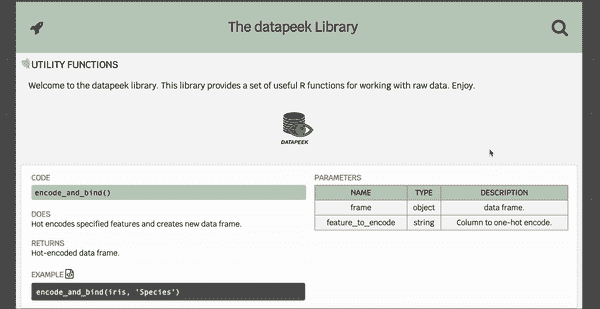 The datapeek Library
UTILITY FUNCTIONS
Welcome to the datapeek library. This library provides a set of useful R functions for working with raw data. Enjoy.
DATAPEEK
CODE
encode_and_bind()
DOES
Hot encodes specified features and creates new data frame.
RETURNS
Hot-encoded data frame.
EXAMPLE
encode_and_bind(iris, 'Species')
PARAMETERS
NAME TYPE DESCRIPTION
frame object data frame.
feature_to_encode string Column to one-hot encode.